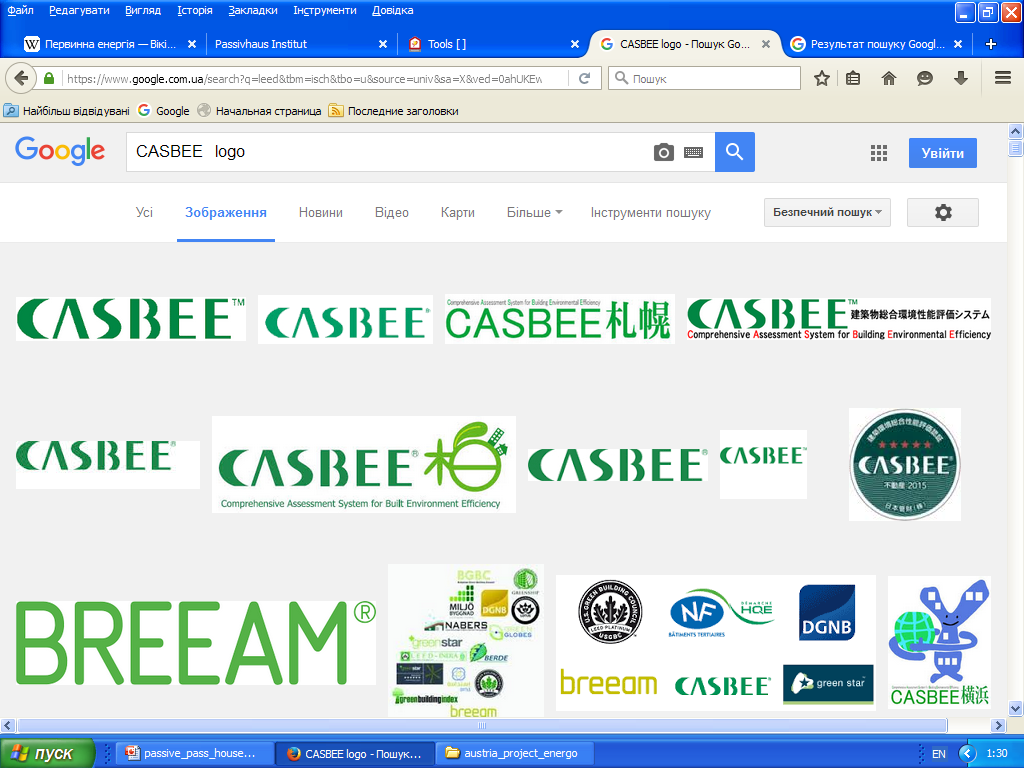 Файл Редагувати Вигляд Історія Закладки Інструменти Довідка
W Первинна енергія — Вікі... Passivhaus Institut Tools [ ] CASBEE logo - Пошук Go... Результат пошуку Googl...
https://www.google.com.ua/search?q=leed&tbm=isch&tbo=u&source=univ&sa=X&ved=0ahUKEw Пошук
Найбільш відвідувані Google Начальная страница Последние заголовки
Google CASBEE logo Увійти
Усі Зображення Новини Відео Карти Більше Інструменти пошуку Безпечний пошук
CASBEE™
CASBEE®
Comprehensive Assessment System for Building Environmental Efficiency
CASBEE札幌
CASBEE™ 建築物総合環境性能評価システム
Comprehensive Assessment System for Building Environmental Efficiency
CASBEE®
CASBEE®
Comprehensive Assessment System for Built Environment Efficiency
CASBEE®
CASBEE™
CASBEE®
不動産 2015
BREEAM®
BGBC
GREENSHIP
MILJÖ
BYGGNAD
DGNB
NABERS
GREEN
GLOBES
greenstar
LEED-INDIA
BERDE
greenbuildingindex
breeam
U.S. GREEN BUILDING COUNCIL
LEED PLATINUM
USGBC
NF
BÂTIMENTS TERTIAIRES
DÉMARCHE
HQE
DGNB
breeam
CASBEE®
green star
CASBEE横浜
пуск passive_pass_house... CASBEE logo - Пошук... austria_project_energo EN 1:30